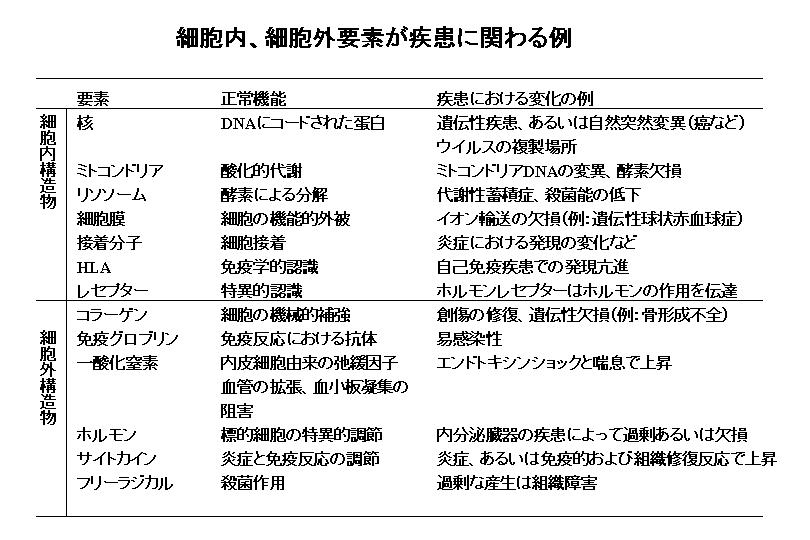 細胞内、細胞外要素が疾患に関わる例
要素 正常機能 疾患における変化の例
細胞内構造物
核 DNAにコードされた蛋白 遺伝性疾患、あるいは自然突然変異(癌など)
ウイルスの複製場所
ミトコンドリア 酸化的代謝 ミトコンドリアDNAの変異、酵素欠損
リソソーム 酵素による分解 代謝性蓄積症、殺菌能の低下
細胞膜 細胞の機能的外被 イオン輸送の欠損(例:遺伝性球状赤血球症)
接着分子 細胞接着 炎症における発現の変化など
HLA 免疫学的認識 自己免疫疾患での発現亢進
レセプター 特異的認識 ホルモンレセプターはホルモンの作用を伝達
細胞外構造物
コラーゲン 細胞の機械的補強 創傷の修復、遺伝性欠損(例:骨形成不全)
免疫グロブリン 免疫反応における抗体 易感染性
一酸化窒素 内皮細胞由来の弛緩因子 エンドトキシンショックと喘息で上昇
血管の拡張、血小板凝集の
阻害
ホルモン 標的細胞の特異的調節 内分泌臓器の疾患によって過剰あるいは欠損
サイトカイン 炎症と免疫反応の調節 炎症、あるいは免疫的および組織修復反応で上昇
フリーラジカル 殺菌作用 過剰な産生は組織障害